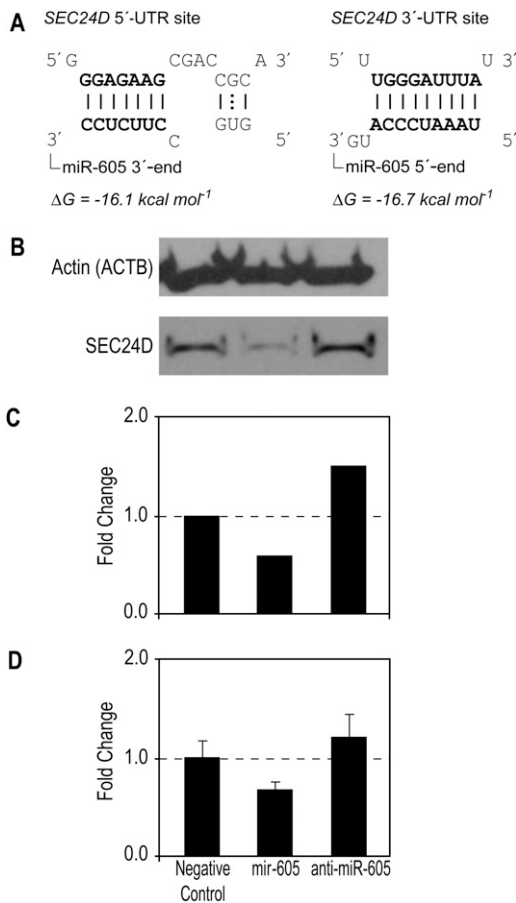 A
SEC24D 5´-UTR site
SEC24D 3´-UTR site
5´ G CGAC A 3´
GGAGAAG CGC
CCUCUUC GUG
3´ C 5´
miR-605 3´-end
ΔG = -16.1 kcal mol-1
5´ U U 3´
UGGGAUUUA
ACCCUAAAU
3´ GU 5´
miR-605 5´-end
ΔG = -16.7 kcal mol-1
B
Actin (ACTB)
SEC24D
C
Fold Change
2.0
1.0
0.0
D
Fold Change
2.0
1.0
0.0
Negative Control
mir-605
anti-miR-605